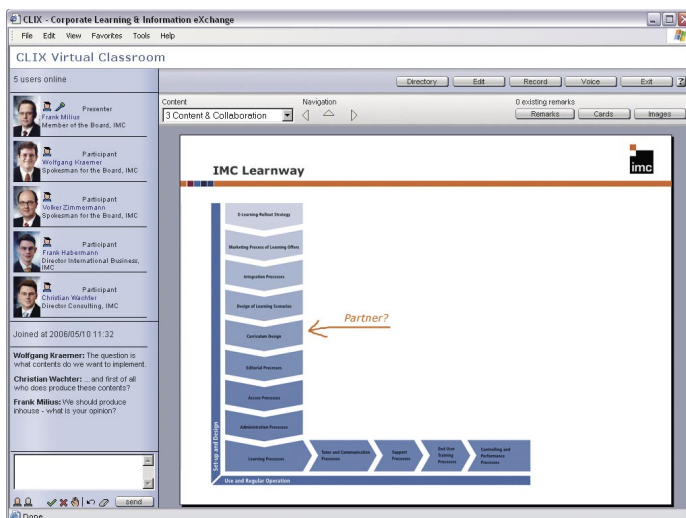 CLIX - Corporate Learning & Information eXchange
File Edit View Favorites Tools Help
CLIX Virtual Classroom
5 users online
Directory Edit Record Voice Exit
Presenter
Frank Milius
Member of the Board, IMC
Participant
Wolfgang Kraemer
Spokesman for the Board, IMC
Participant
Volker Zimmermann
Spokesman for the Board, IMC
Participant
Frank Habermann
Director International Business,
IMC
Participant
Christian Wachter
Director Consulting, IMC
Joined at 2006/05/10 11:32
Wolfgang Kraemer: The question is
what contents do we want to implement.
Christian Wachter: ... and first of all
who does produce these contents?
Frank Milius: We should produce
inhouse - what is your opinion?
send
Done
Content
3 Content & Collaboration
Navigation
0 existing remarks
Remarks Cards Images
IMC Learnway
imc
E-Learning-Rollout Strategy
Marketing Process of Learning Offers
Integration Processes
Design of Learning Scenarios
Curriculum Design
Partner?
Editorial Processes
Access Processes
Administration Processes
Learning Processes
Tutor and Communication
Processes
Support
Processes
End User
Training
Processes
Controlling and
Performance
Processes
Set up and Design
Use and Regular Operation